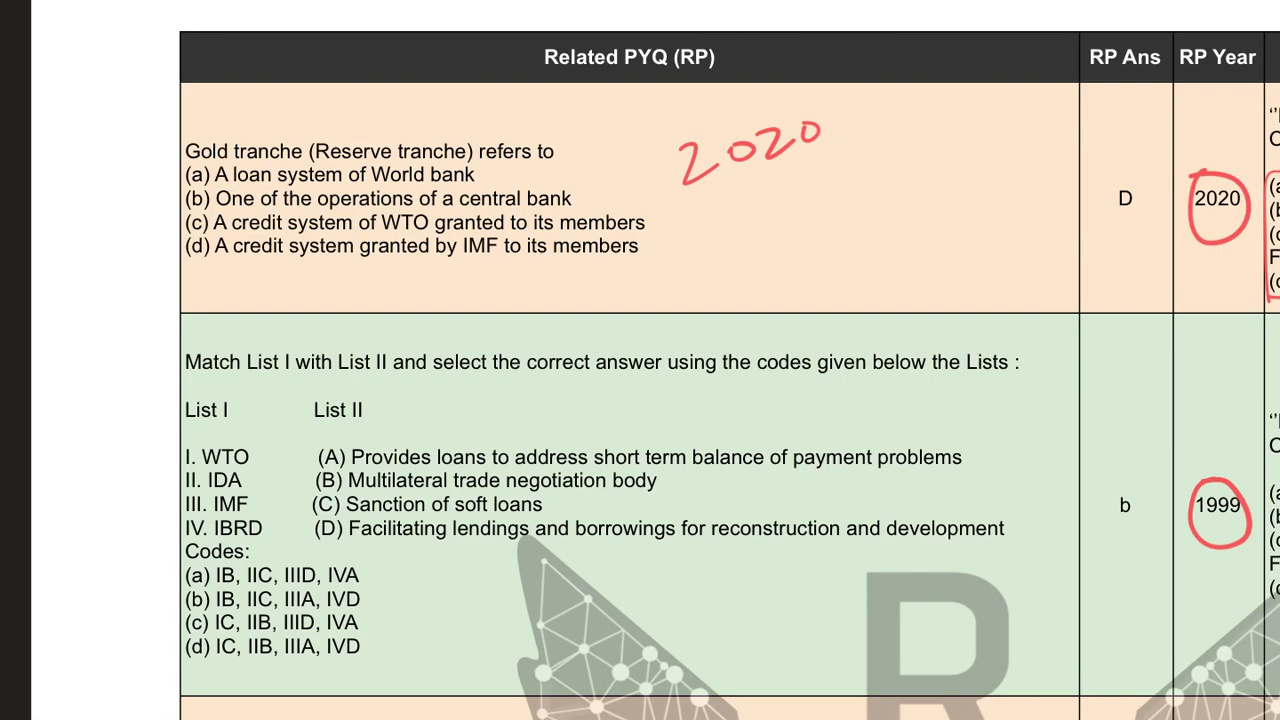 Related PYQ (RP) RP Ans RP Year
2020
Gold tranche (Reserve tranche) refers to
(a) A loan system of World bank
(b) One of the operations of a central bank
(c) A credit system of WTO granted to its members
(d) A credit system granted by IMF to its members
D 2020
Match List I with List II and select the correct answer using the codes given below the Lists :
List I List II
I. WTO (A) Provides loans to address short term balance of payment problems
II. IDA (B) Multilateral trade negotiation body
III. IMF (C) Sanction of soft loans
IV. IBRD (D) Facilitating lendings and borrowings for reconstruction and development
Codes:
(a) IB, IIC, IIID, IVA
(b) IB, IIC, IIIA, IVD
(c) IC, IIB, IIID, IVA
(d) IC, IIB, IIIA, IVD
b 1999
R